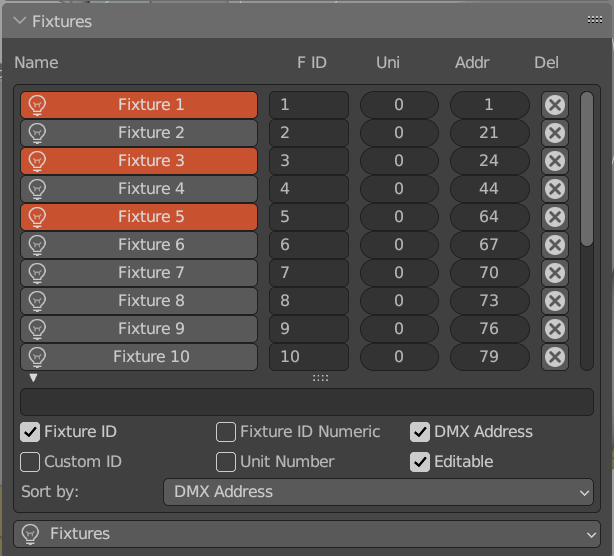 Fixtures
Name F ID Uni Addr Del
Fixture 1 1 0 1
Fixture 2 2 0 21
Fixture 3 3 0 24
Fixture 4 4 0 44
Fixture 5 5 0 64
Fixture 6 6 0 67
Fixture 7 7 0 70
Fixture 8 8 0 73
Fixture 9 9 0 76
Fixture 10 10 0 79
Fixture ID Fixture ID Numeric DMX Address
Custom ID Unit Number Editable
Sort by: DMX Address
Fixtures